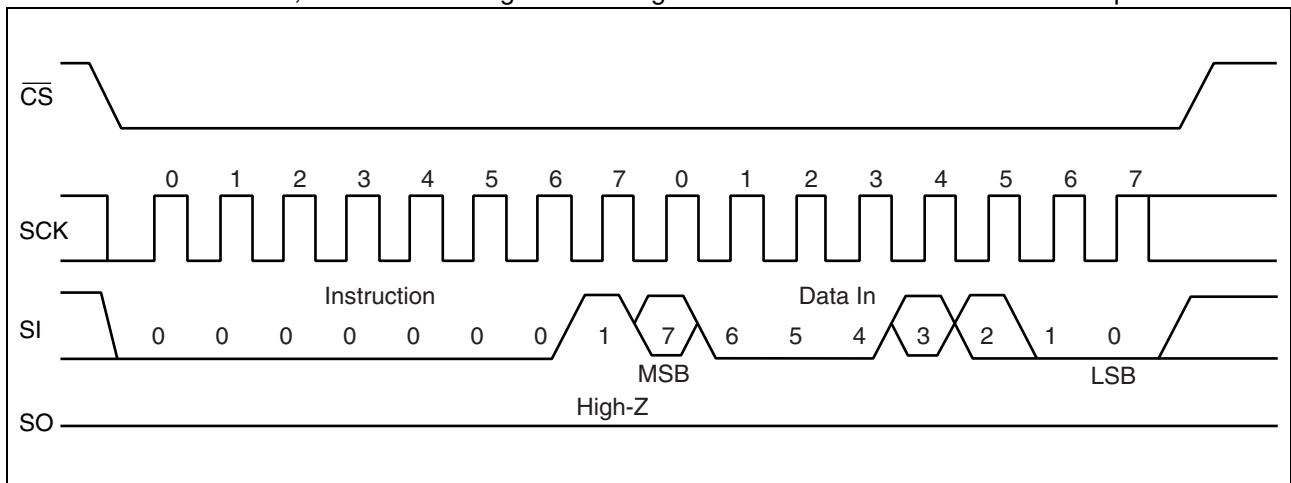 CS
0 1 2 3 4 5 6 7 0 1 2 3 4 5 6 7
SCK
Instruction Data In
SI
0 0 0 0 0 0 0 1 7 6 5 4 3 2 1 0
MSB LSB
High-Z
SO